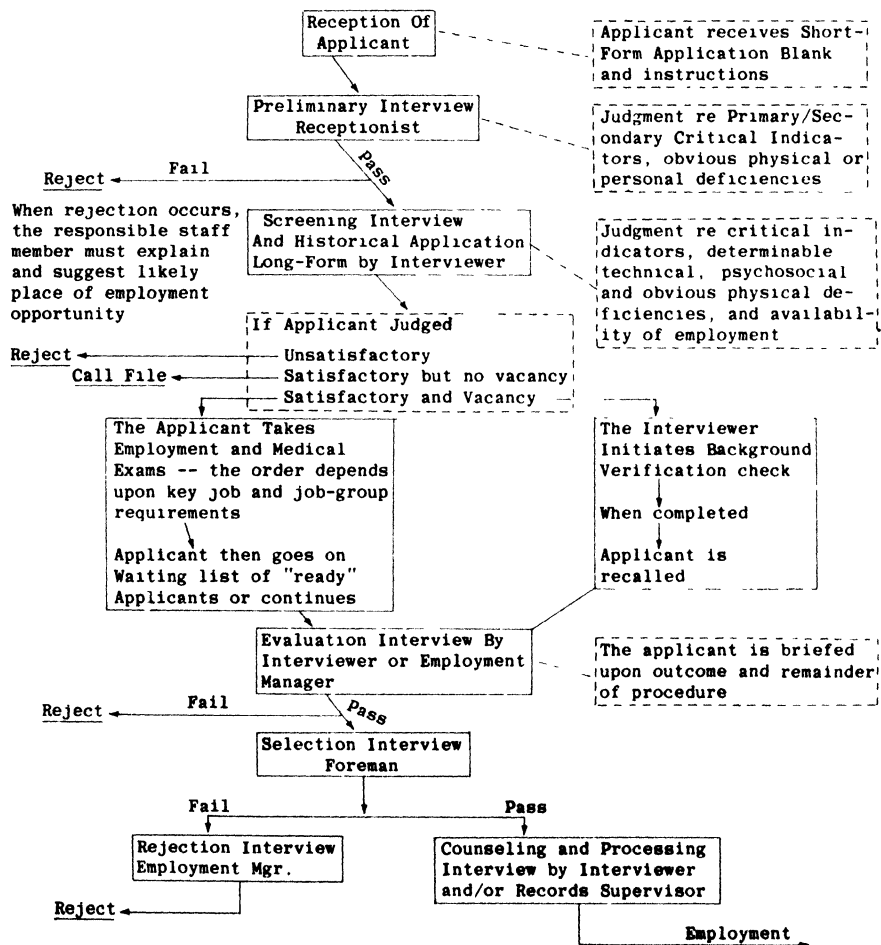 Reception Of
Applicant
Applicant receives Short-
Form Application Blank
and instructions
Preliminary Interview
Receptionist
Judgment re Primary/Sec-
ondary Critical Indica-
tors, obvious physical or
personal deficiencies
Pass
Fail
Reject
When rejection occurs,
the responsible staff
member must explain
and suggest likely
place of employment
opportunity
Screening Interview
And Historical Application
Long-Form by Interviewer
Judgment re critical in-
dicators, determinable
technical, psychosocial
and obvious physical de-
ficiencies, and availabil-
ity of employment
If Applicant Judged
Reject
Unsatisfactory
Call File
Satisfactory but no vacancy
Satisfactory and Vacancy
The Applicant Takes
Employment and Medical
Exams -- the order depends
upon key job and job-group
requirements
Applicant then goes on
Waiting list of "ready"
Applicants or continues
The Interviewer
Initiates Background
Verification check
When completed
Applicant is
recalled
Evaluation Interview By
Interviewer or Employment
Manager
The applicant is briefed
upon outcome and remainder
of procedure
Fail
Pass
Reject
Selection Interview
Foreman
Fail
Pass
Rejection Interview
Employment Mgr.
Counseling and Processing
Interview by Interviewer
and/or Records Supervisor
Reject
Employment